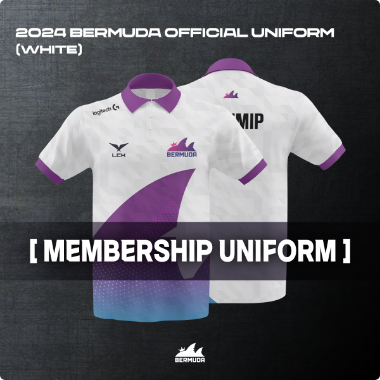 2024 BERMUDA OFFICIAL UNIFORM
(WHITE)
logitech G
LCK
BERMUDA
MIP
[ MEMBERSHIP UNIFORM ]
BERMUDA